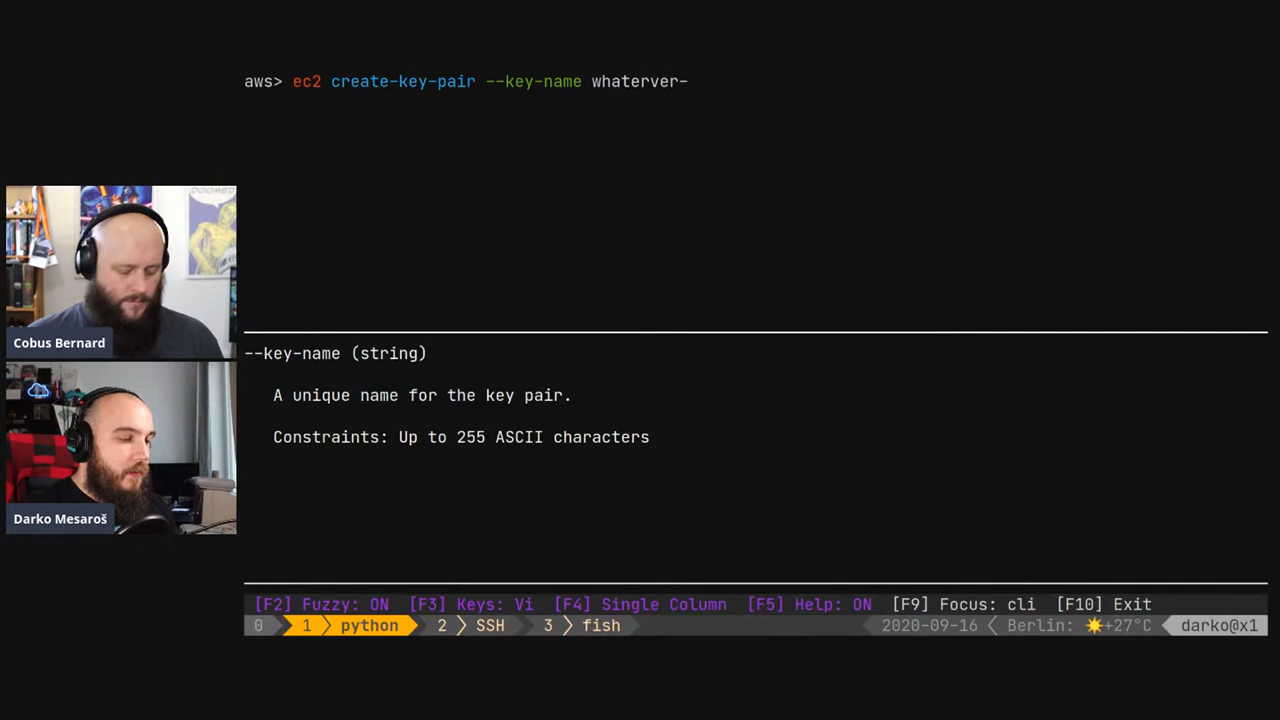 aws> ec2 create-key-pair --key-name whaterver-
DOOMED
Cobus Bernard
Darko Mesaroš
--key-name (string)
A unique name for the key pair.
Constraints: Up to 255 ASCII characters
[F2] Fuzzy: ON [F3] Keys: Vi [F4] Single Column [F5] Help: ON [F9] Focus: cli [F10] Exit
0 1 python 2 SSH 3 fish 2020-09-16 Berlin: ☀️+27°C darko@x1